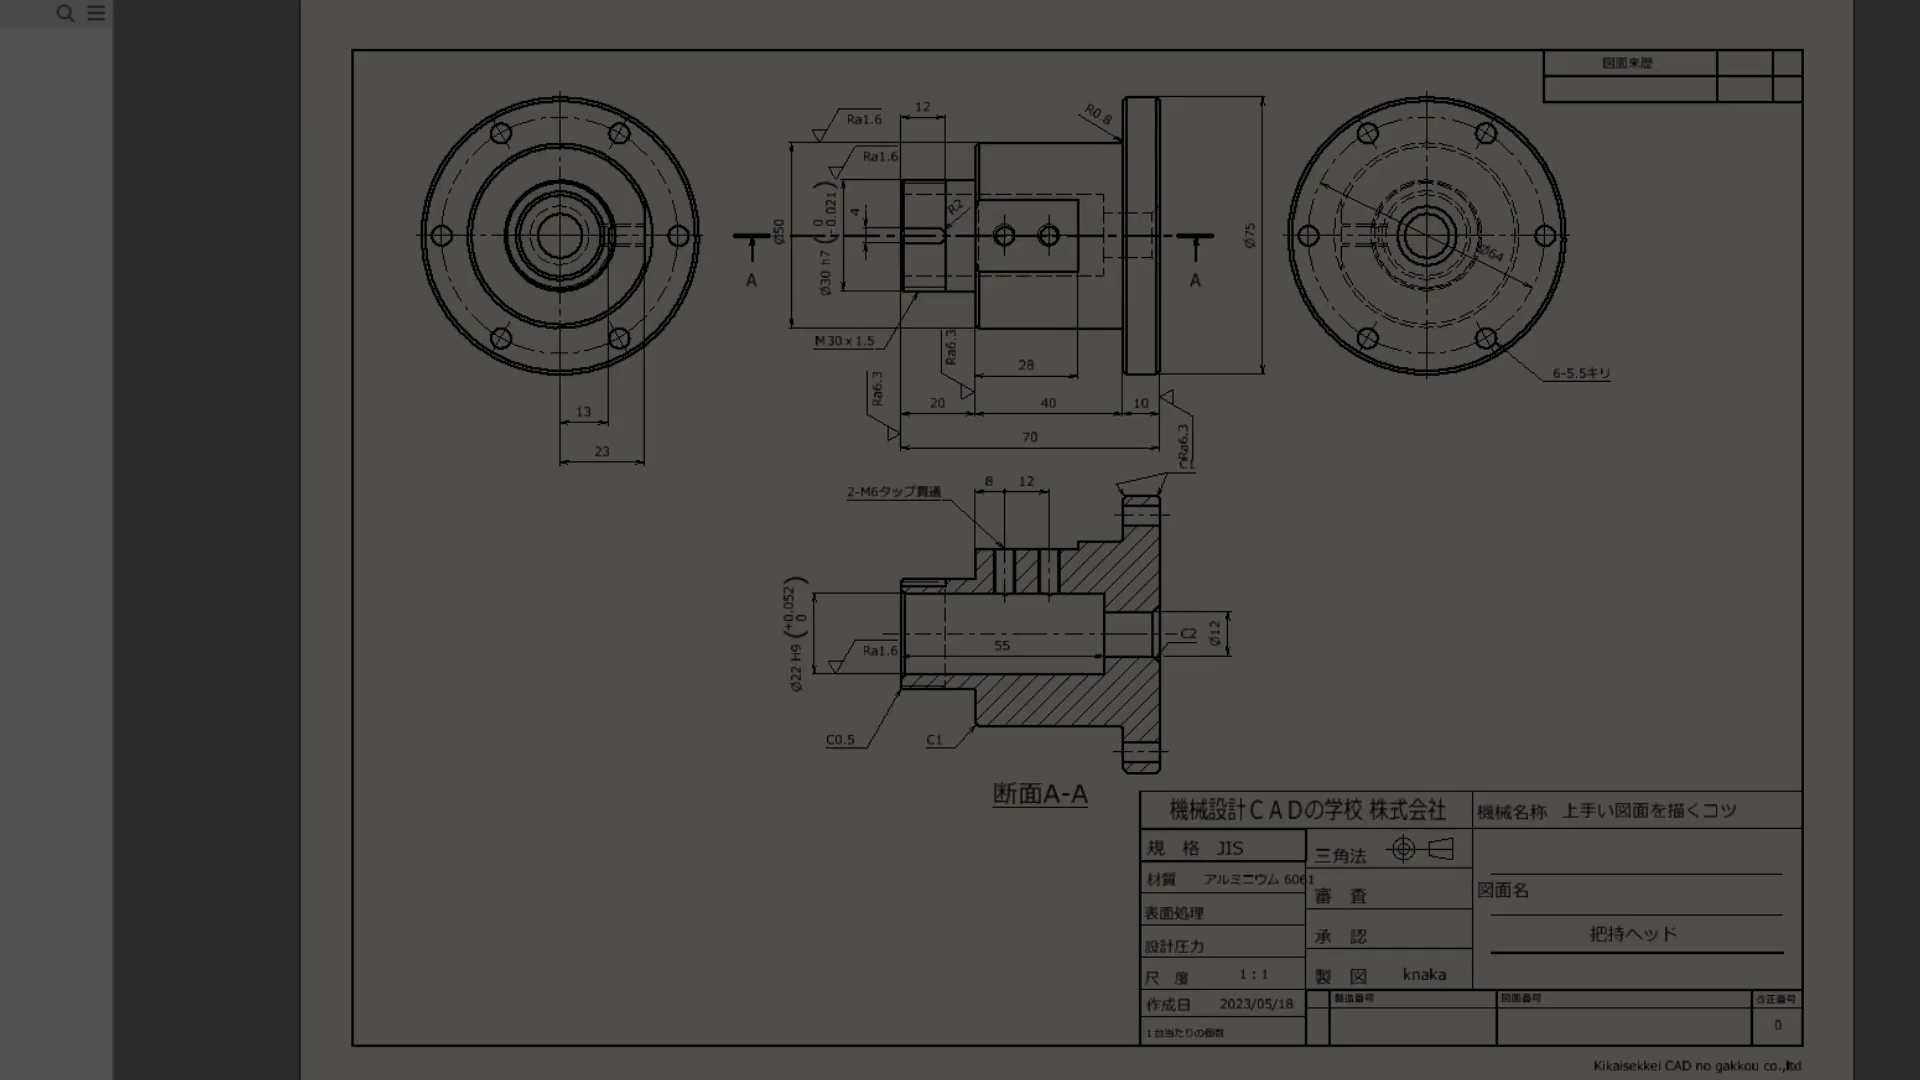 図面来歴
12
Ra1.6
R0.8
Ra1.6
Ø50
Ø30 h7 ( 0 -0.021 )
4
R2
Ø75
Ø64
A
A
M30 x 1.5
Ra6.3
28
Ra6.3
6-5.5キリ
20
40
10
13
70
Ra6.3
23
C1
2-M6タップ貫通
8
12
Ø22 H9 ( +0.052 0 )
Ra1.6
55
C2
Ø12
C0.5
C1
断面A-A
機械設計CADの学校 株式会社
機械名称 上手い図面を描くコツ
規 格 JIS
三角法
材質 アルミニウム 6061
審 査
図面名
表面処理
承 認
把持ヘッド
設計圧力
尺 度 1:1
製 図 knaka
作成日 2023/05/18
製造番号
図面番号
改正番号
0
1台当たりの個数
Kikaisekkei CAD no gakkou co.,ltd